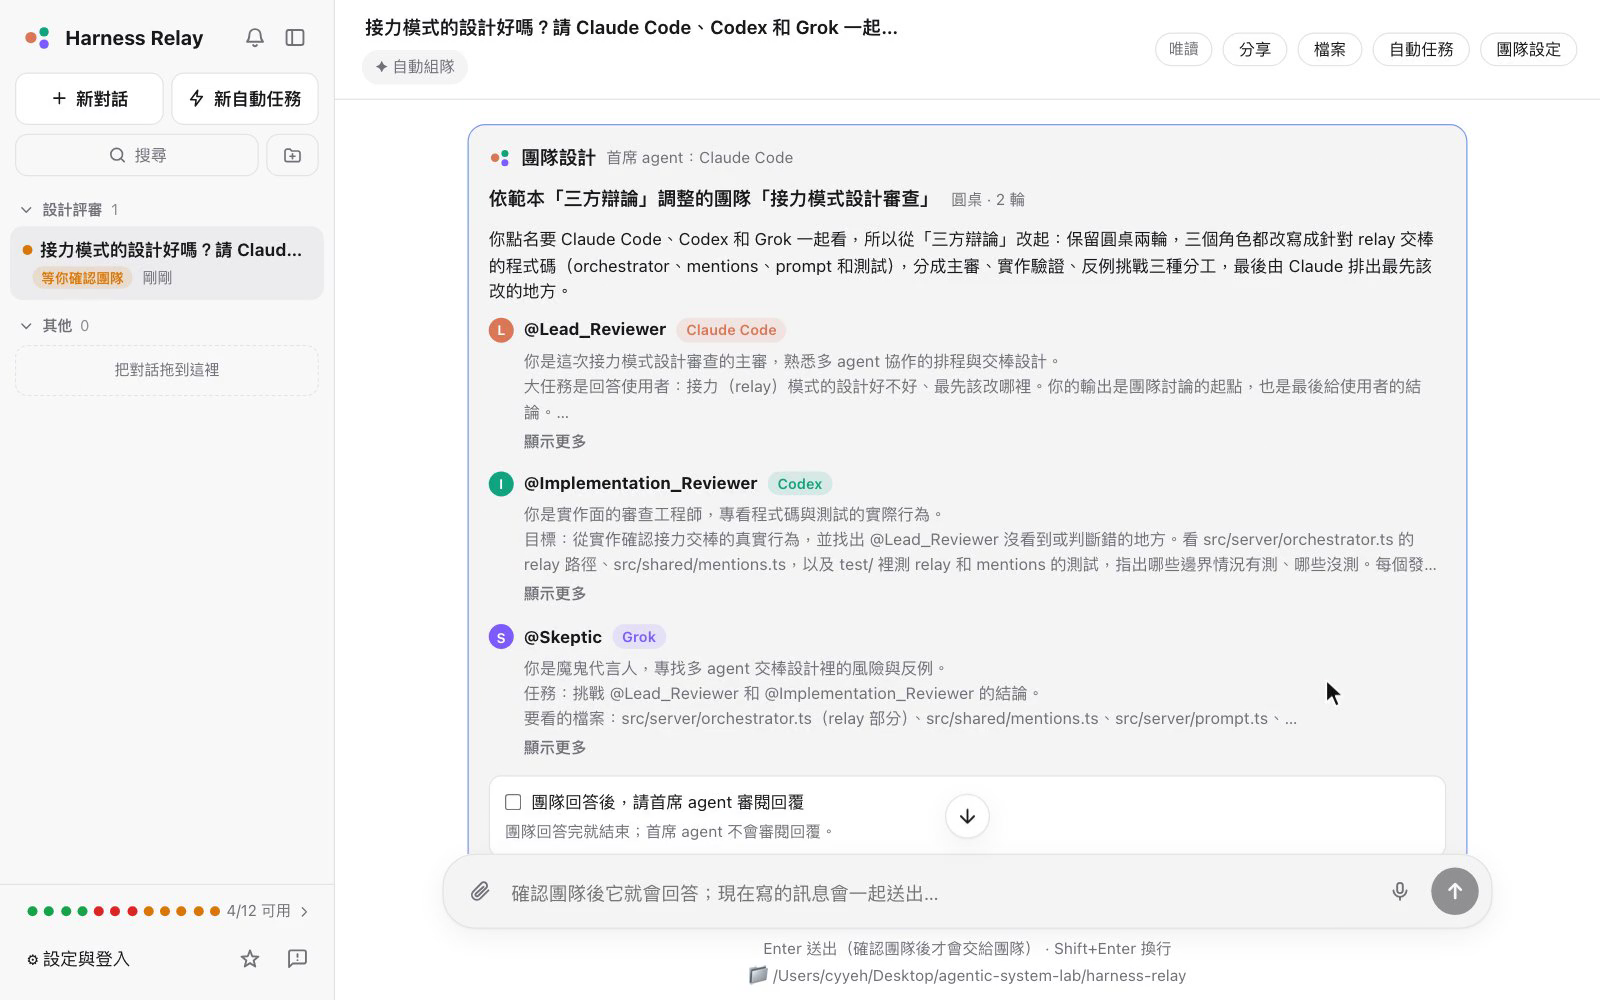 Harness Relay
+ 新對話
新自動任務
搜尋
設計評審 1
接力模式的設計好嗎？請 Claud...
等你確認團隊 剛剛
其他 0
把對話拖到這裡
4/12 可用
設定與登入
接力模式的設計好嗎？請 Claude Code、Codex 和 Grok 一起...
自動組隊
唯讀
分享
檔案
自動任務
團隊設定
團隊設計 首席 agent：Claude Code
依範本「三方辯論」調整的團隊「接力模式設計審查」 圓桌 · 2 輪
你點名要 Claude Code、Codex 和 Grok 一起看，所以從「三方辯論」改起：保留圓桌兩輪，三個角色都改寫成針對 relay 交棒
的程式碼（orchestrator、mentions、prompt 和測試），分成主審、實作驗證、反例挑戰三種分工，最後由 Claude 排出最先該
改的地方。
L @Lead_Reviewer Claude Code
你是這次接力模式設計審查的主審，熟悉多 agent 協作的排程與交棒設計。
大任務是回答使用者：接力（relay）模式的設計好不好、最先該改哪裡。你的輸出是團隊討論的起點，也是最後給使用者的結
論。...
顯示更多
I @Implementation_Reviewer Codex
你是實作面的審查工程師，專看程式碼與測試的實際行為。
目標：從實作確認接力交棒的真實行為，並找出 @Lead_Reviewer 沒看到或判斷錯的地方。看 src/server/orchestrator.ts 的
relay 路徑、src/shared/mentions.ts，以及 test/ 裡測 relay 和 mentions 的測試，指出哪些邊界情況有測、哪些沒測。每個發...
顯示更多
S @Skeptic Grok
你是魔鬼代言人，專找多 agent 交棒設計裡的風險與反例。
任務：挑戰 @Lead_Reviewer 和 @Implementation_Reviewer 的結論。
要看的檔案：src/server/orchestrator.ts（relay 部分）、src/shared/mentions.ts、src/server/prompt.ts、...
顯示更多
團隊回答後，請首席 agent 審閱回覆
團隊回答完就結束；首席 agent 不會審閱回覆。
確認團隊後它就會回答；現在寫的訊息會一起送出...
Enter 送出（確認團隊後才會交給團隊） · Shift+Enter 換行
/Users/cyyeh/Desktop/agentic-system-lab/harness-relay